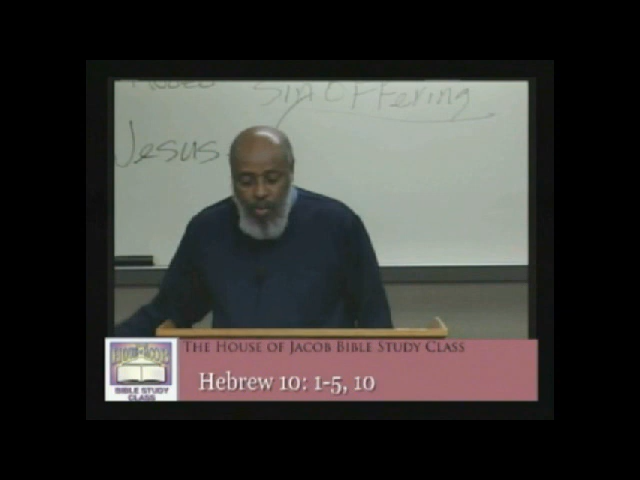 Sin Offering
Jesus
The House of Jacob Bible Study Class
Hebrew 10: 1-5, 10
BIBLE STUDY
CLASS